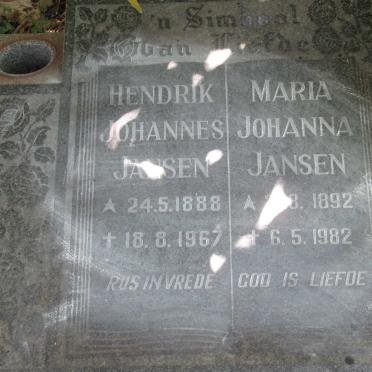 'n Simbool
van Liefde
HENDRIK
JOHANNES
JANSEN
24.5.1888
† 18.8.1967
RUS IN VREDE
MARIA
JOHANNA
JANSEN
8. 1892
† 6.5.1982
GOD IS LIEFDE